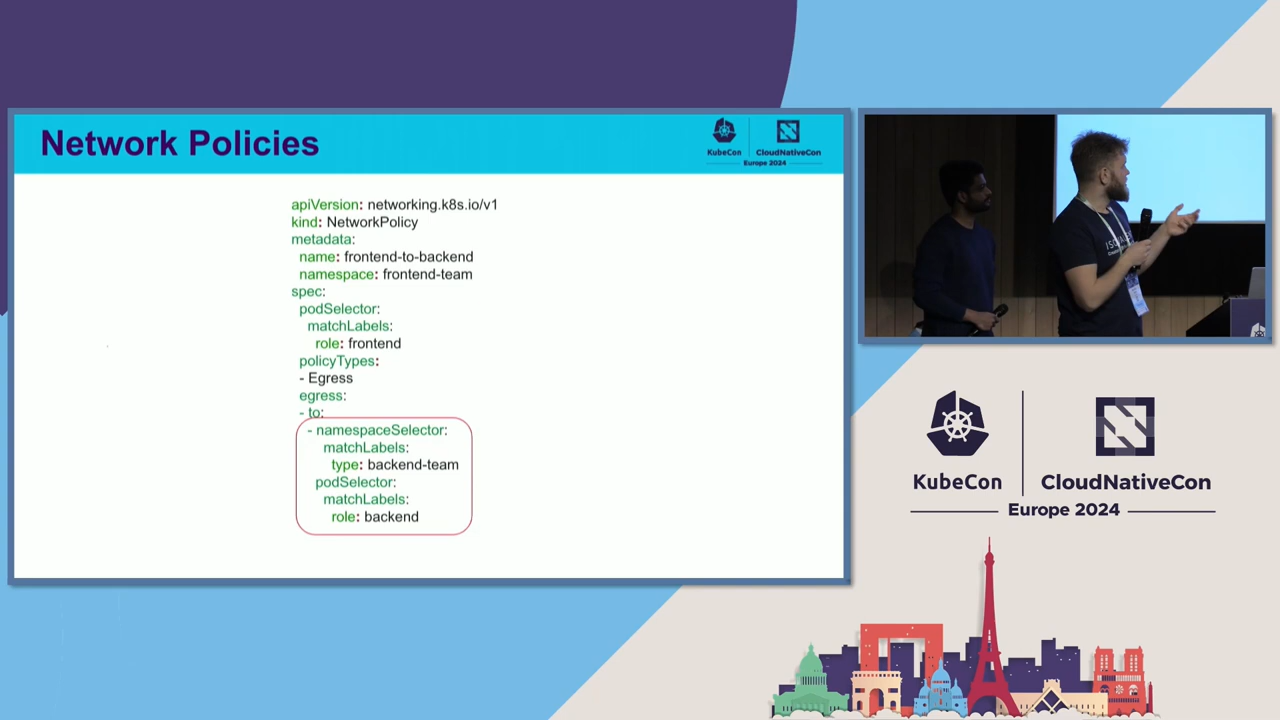 Network Policies
KubeCon
CloudNativeCon
Europe 2024
apiVersion: networking.k8s.io/v1
kind: NetworkPolicy
metadata:
name: frontend-to-backend
namespace: frontend-team
spec:
podSelector:
matchLabels:
role: frontend
policyTypes:
- Egress
egress:
- to:
- namespaceSelector:
matchLabels:
type: backend-team
podSelector:
matchLabels:
role: backend
KubeCon
CloudNativeCon
Europe 2024